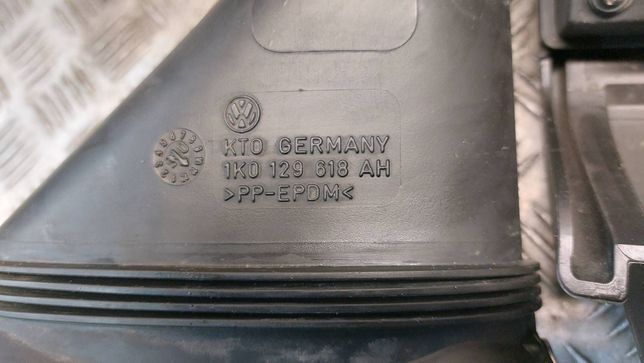 KTO GERMANY
1K0 129 618 AH
>PP-EPDM<